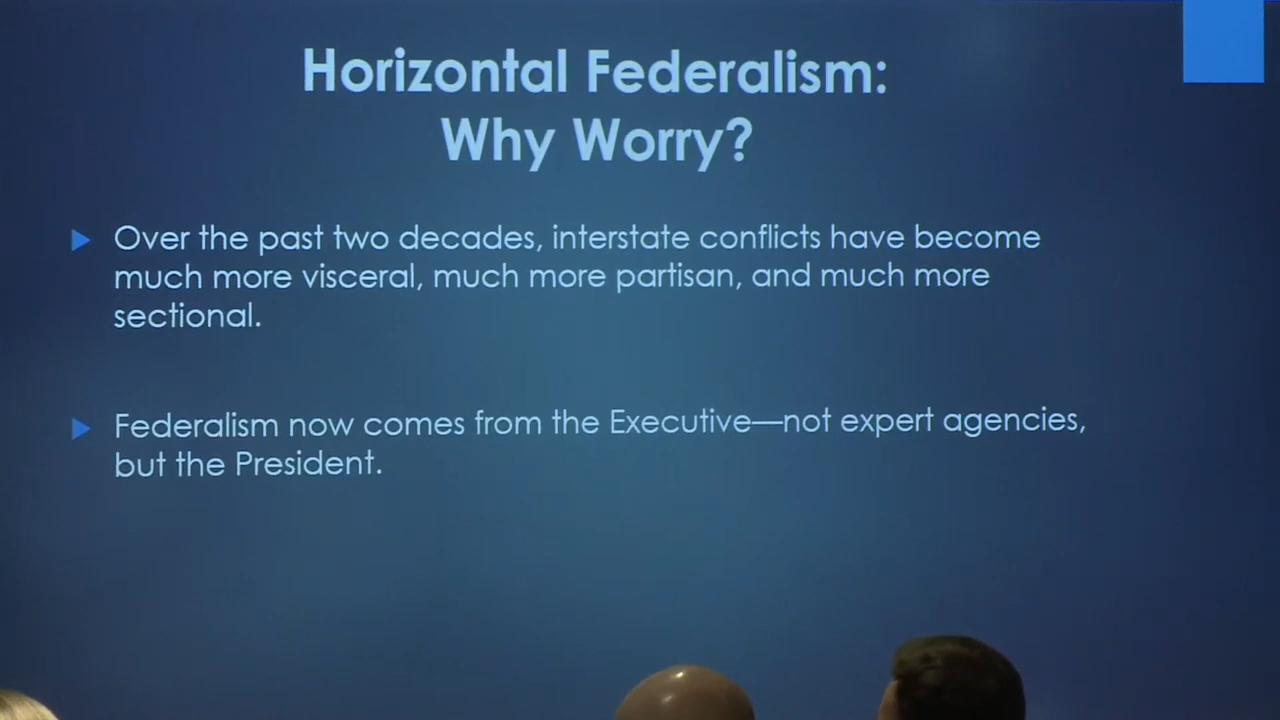 Horizontal Federalism:
Why Worry?
Over the past two decades, interstate conflicts have become
much more visceral, much more partisan, and much more
sectional.
Federalism now comes from the Executive—not expert agencies,
but the President.